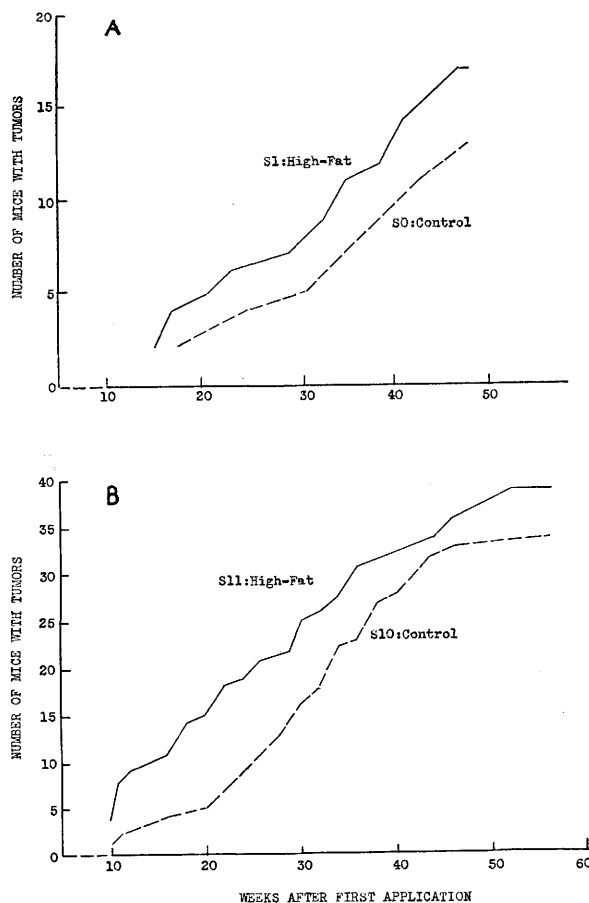 A
20
15
10
5
0
NUMBER OF MICE WITH TUMORS
S1:High-Fat
S0:Control
10 20 30 40 50
B
40
35
30
25
20
15
10
5
0
NUMBER OF MICE WITH TUMORS
S11:High-Fat
S10:Control
10 20 30 40 50 60
WEEKS AFTER FIRST APPLICATION